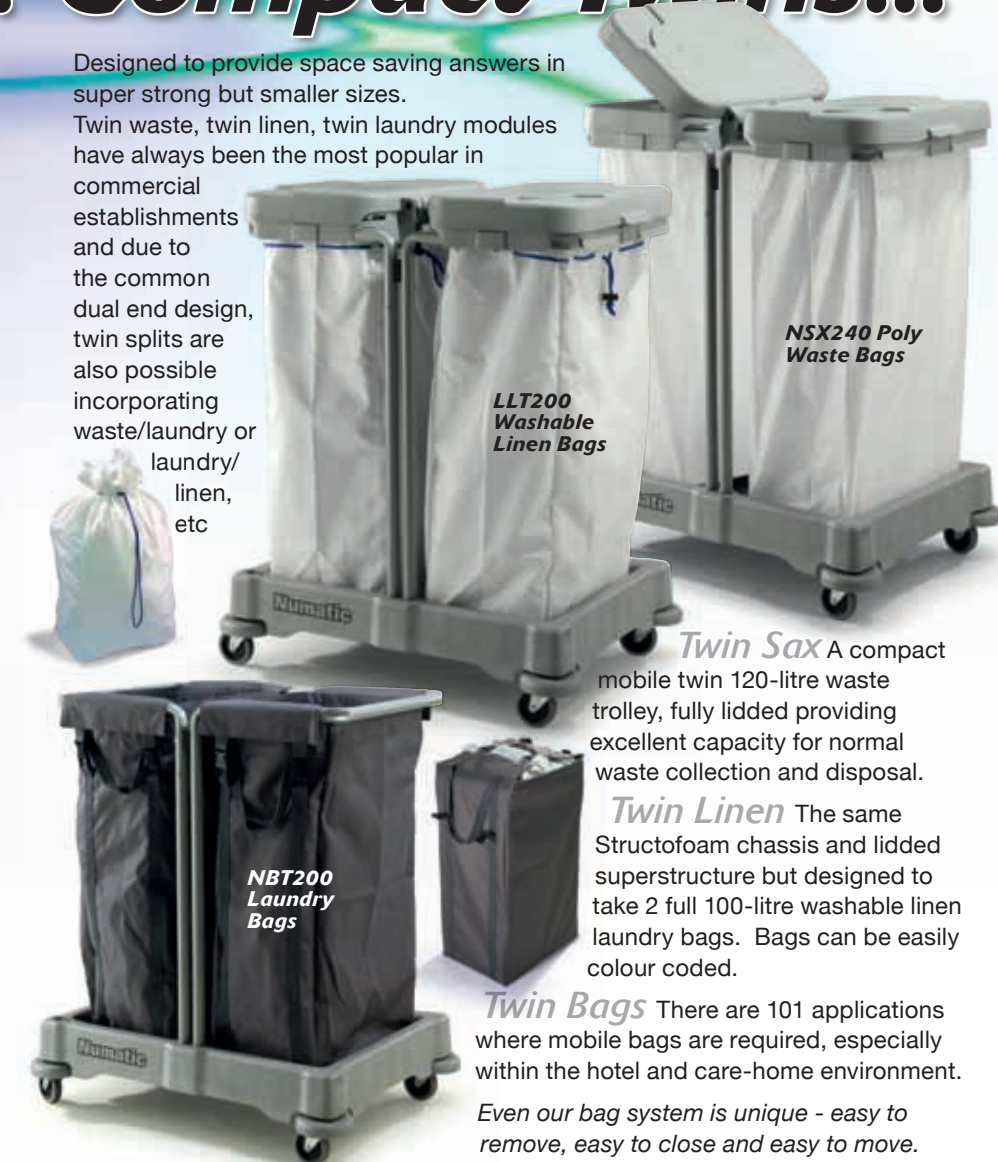 Compact Twins...
Designed to provide space saving answers in
super strong but smaller sizes.
Twin waste, twin linen, twin laundry modules
have always been the most popular in
commercial
establishments
and due to
the common
dual end design,
twin splits are
also possible
incorporating
waste/laundry or
laundry/
linen,
etc
NSX240 Poly
Waste Bags
LLT200
Washable
Linen Bags
Numatic
Twin Sax A compact
mobile twin 120-litre waste
trolley, fully lidded providing
excellent capacity for normal
waste collection and disposal.
Twin Linen The same
Structofoam chassis and lidded
superstructure but designed to
take 2 full 100-litre washable linen
laundry bags. Bags can be easily
colour coded.
NBT200
Laundry
Bags
Numatic
Twin Bags There are 101 applications
where mobile bags are required, especially
within the hotel and care-home environment.
Even our bag system is unique - easy to
remove, easy to close and easy to move.